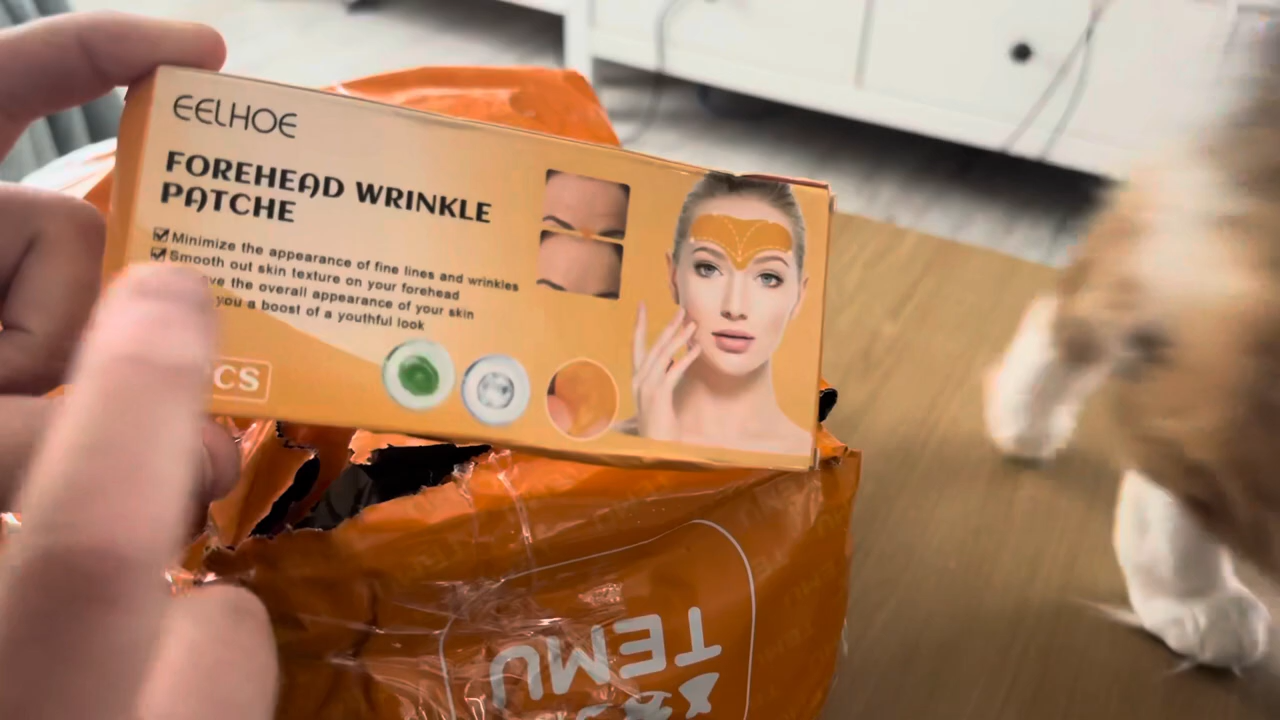 EELHOE
FOREHEAD WRINKLE
PATCHE
Minimize the appearance of fine lines and wrinkles
Smooth out skin texture on your forehead
the overall appearance of your skin
you a boost of a youthful look
CS
TEMU